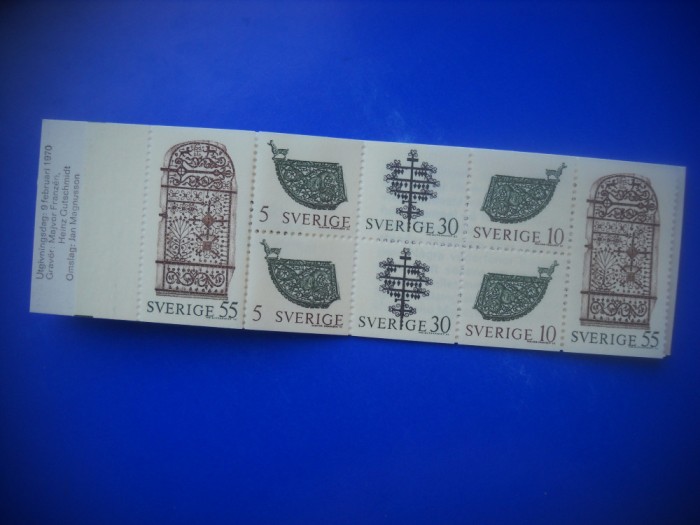 Utgivningsdag: 9 februari 1970
Gravör: Majvor Franzén,
Heinz Gutschmidt
Omslag: Jan Magnusson
SVERIGE 55
5 SVERIGE
SVERIGE 30
SVERIGE 10
5 SVERIGE
SVERIGE 30
SVERIGE 10
SVERIGE 55